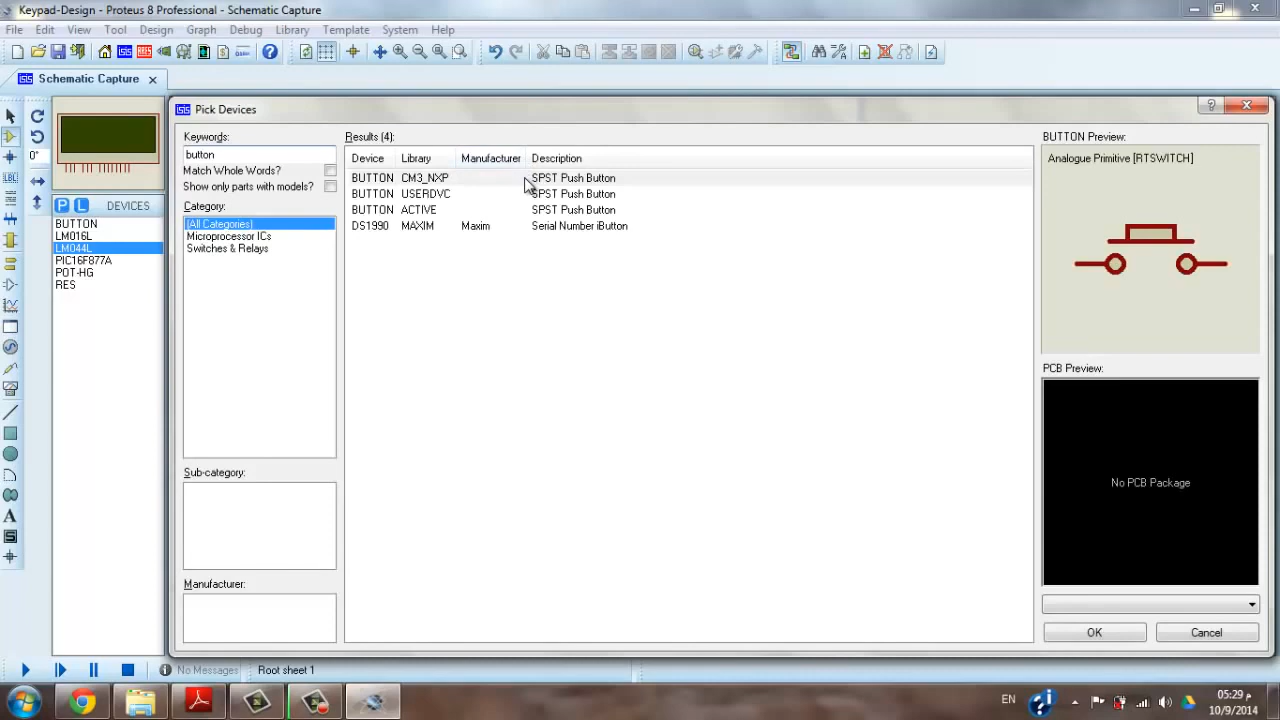 Keypad-Design - Proteus 8 Professional - Schematic Capture
File Edit View Tool Design Graph Debug Library Template System Help
Schematic Capture
Pick Devices
Keywords:
button
Match Whole Words?
Show only parts with models?
Category:
(All Categories)
Microprocessor ICs
Switches & Relays
Sub-category:
Manufacturer:
Results (4):
Device Library Manufacturer Description
BUTTON CM3_NXP SPST Push Button
BUTTON USERDVC SPST Push Button
BUTTON ACTIVE SPST Push Button
DS1990 MAXIM Maxim Serial Number iButton
BUTTON Preview:
Analogue Primitive [RTSWITCH]
PCB Preview:
No PCB Package
OK Cancel
0°
LBL
A
P L DEVICES
BUTTON
LM016L
LM044L
PIC16F877A
POT-HG
RES
No Messages Root sheet 1
EN
05:29 م
10/9/2014